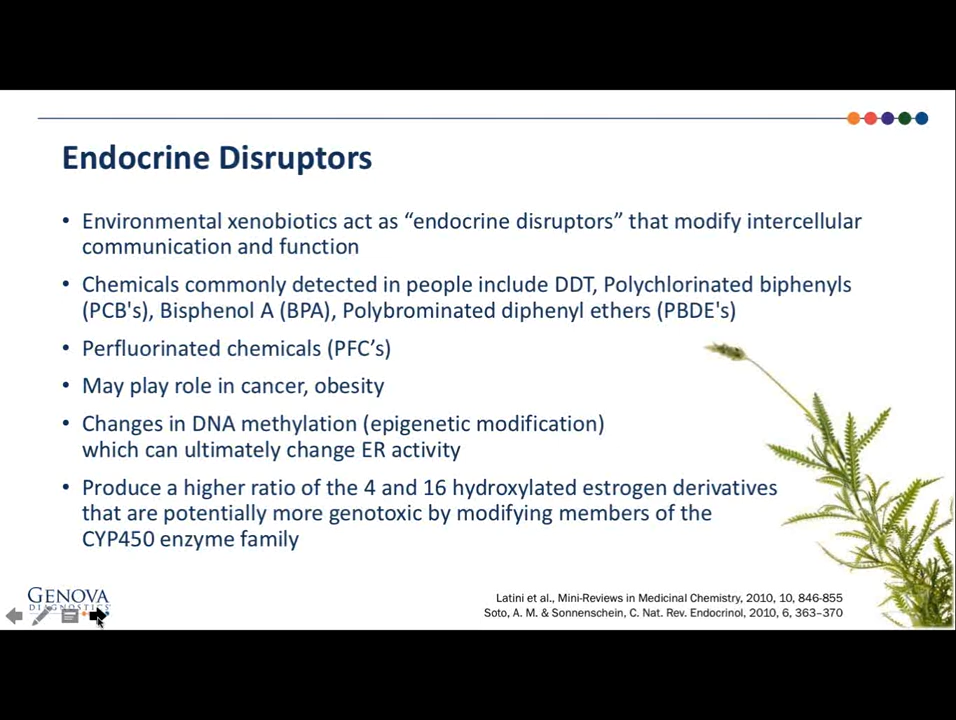 Endocrine Disruptors
• Environmental xenobiotics act as “endocrine disruptors” that modify intercellular
communication and function
• Chemicals commonly detected in people include DDT, Polychlorinated biphenyls
(PCB's), Bisphenol A (BPA), Polybrominated diphenyl ethers (PBDE's)
• Perfluorinated chemicals (PFC’s)
• May play role in cancer, obesity
• Changes in DNA methylation (epigenetic modification)
which can ultimately change ER activity
• Produce a higher ratio of the 4 and 16 hydroxylated estrogen derivatives
that are potentially more genotoxic by modifying members of the
CYP450 enzyme family
GENOVA
DIAGNOSTICS
Latini et al., Mini-Reviews in Medicinal Chemistry, 2010, 10, 846-855
Soto, A. M. & Sonnenschein, C. Nat. Rev. Endocrinol, 2010, 6, 363–370